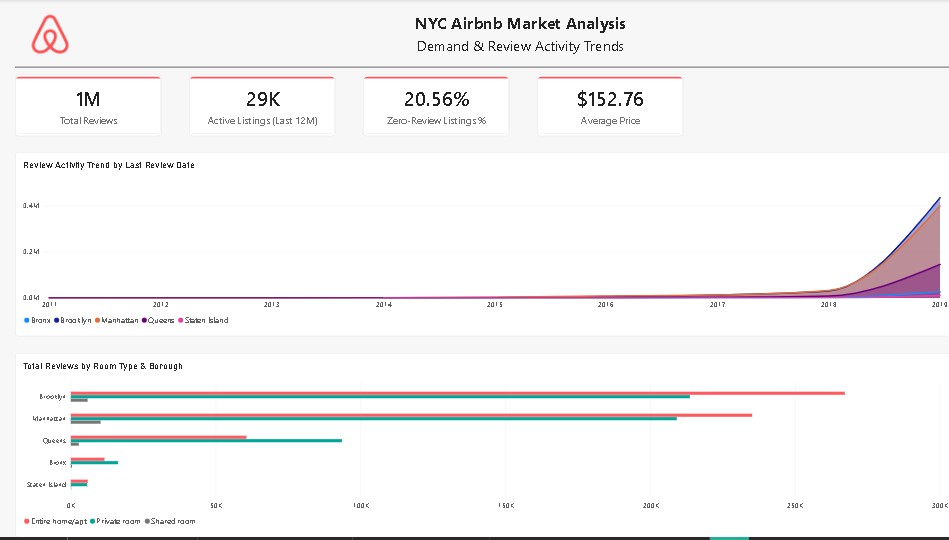 NYC Airbnb Market Analysis
Demand & Review Activity Trends
1M
Total Reviews
29K
Active Listings (Last 12M)
20.56%
Zero-Review Listings %
$152.76
Average Price
Review Activity Trend by Last Review Date
0.4M
0.2M
0.0M
2011 2012 2013 2014 2015 2016 2017 2018 2019
Bronx Brooklyn Manhattan Queens Staten Island
Total Reviews by Room Type & Borough
Brooklyn
Manhattan
Queens
Bronx
Staten Island
0K 50K 100K 150K 200K 250K 300K
Entire home/apt Private room Shared room